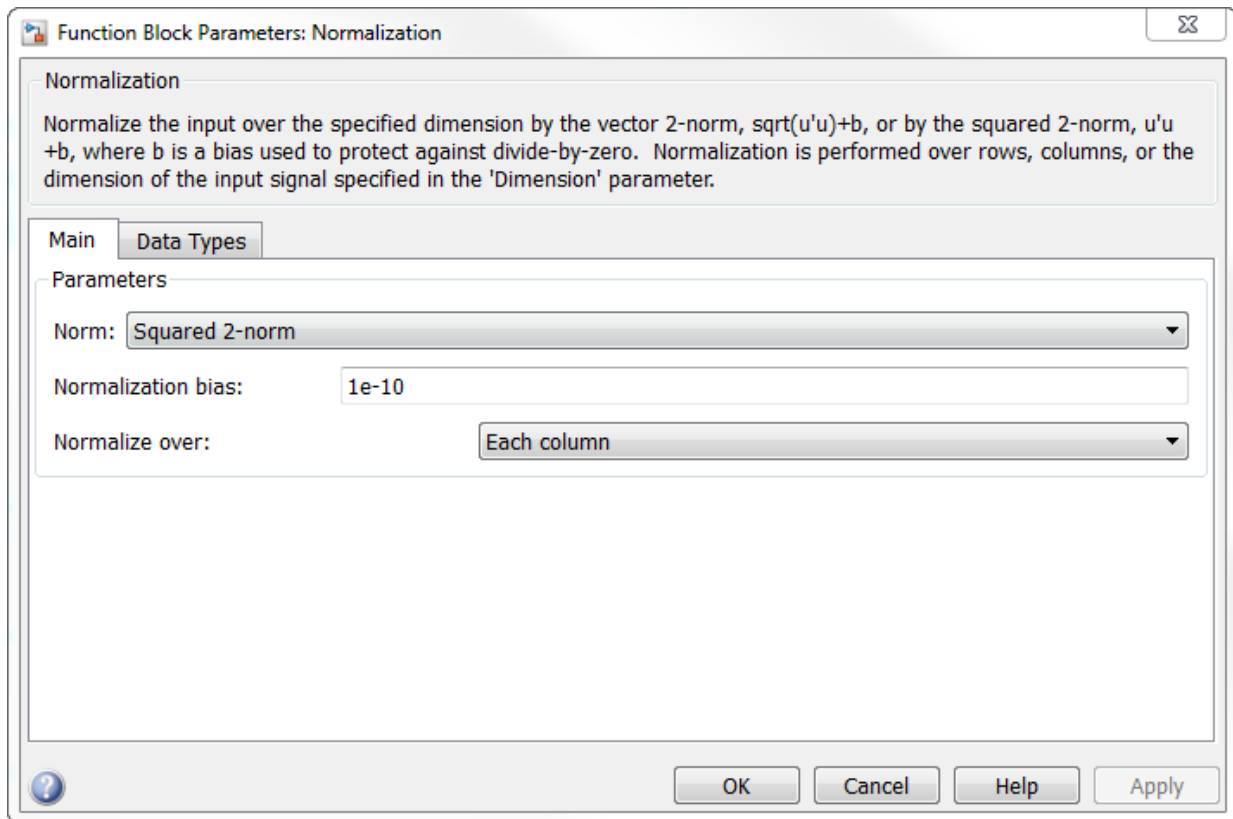 Function Block Parameters: Normalization
Normalization
Normalize the input over the specified dimension by the vector 2-norm, sqrt(u'u)+b, or by the squared 2-norm, u'u
+b, where b is a bias used to protect against divide-by-zero.  Normalization is performed over rows, columns, or the
dimension of the input signal specified in the 'Dimension' parameter.
Main Data Types
Parameters
Norm: Squared 2-norm
Normalization bias: 1e-10
Normalize over: Each column
? OK Cancel Help Apply